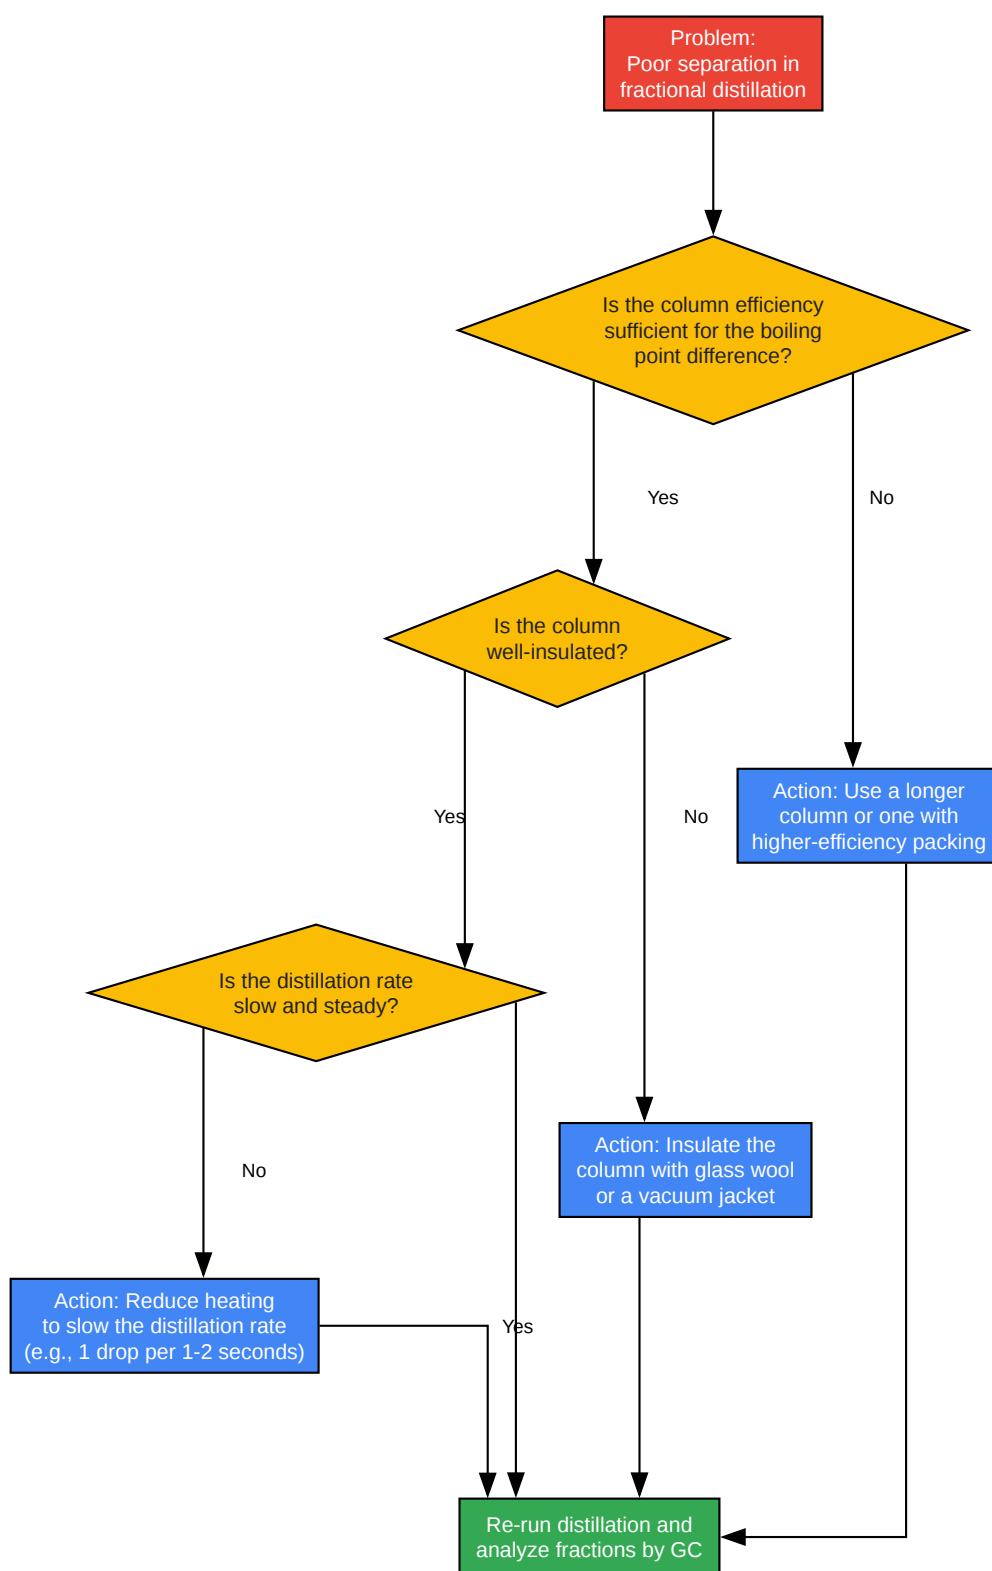 Problem:
Poor separation in
fractional distillation
Is the column efficiency
sufficient for the boiling
point difference?
Yes
No
Is the column
well-insulated?
Action: Use a longer
column or one with
higher-efficiency packing
Yes
No
Is the distillation rate
slow and steady?
Action: Insulate the
column with glass wool
or a vacuum jacket
No
Action: Reduce heating
to slow the distillation rate
(e.g., 1 drop per 1-2 seconds)
Yes
Re-run distillation and
analyze fractions by GC